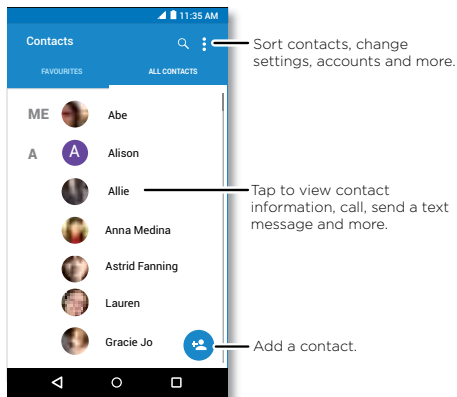 11:35 AM
Contacts
FAVOURITES ALL CONTACTS
ME Abe
A A Alison
Allie
Anna Medina
Astrid Fanning
Lauren
Gracie Jo
Sort contacts, change
settings, accounts and more.
Tap to view contact
information, call, send a text
message and more.
Add a contact.